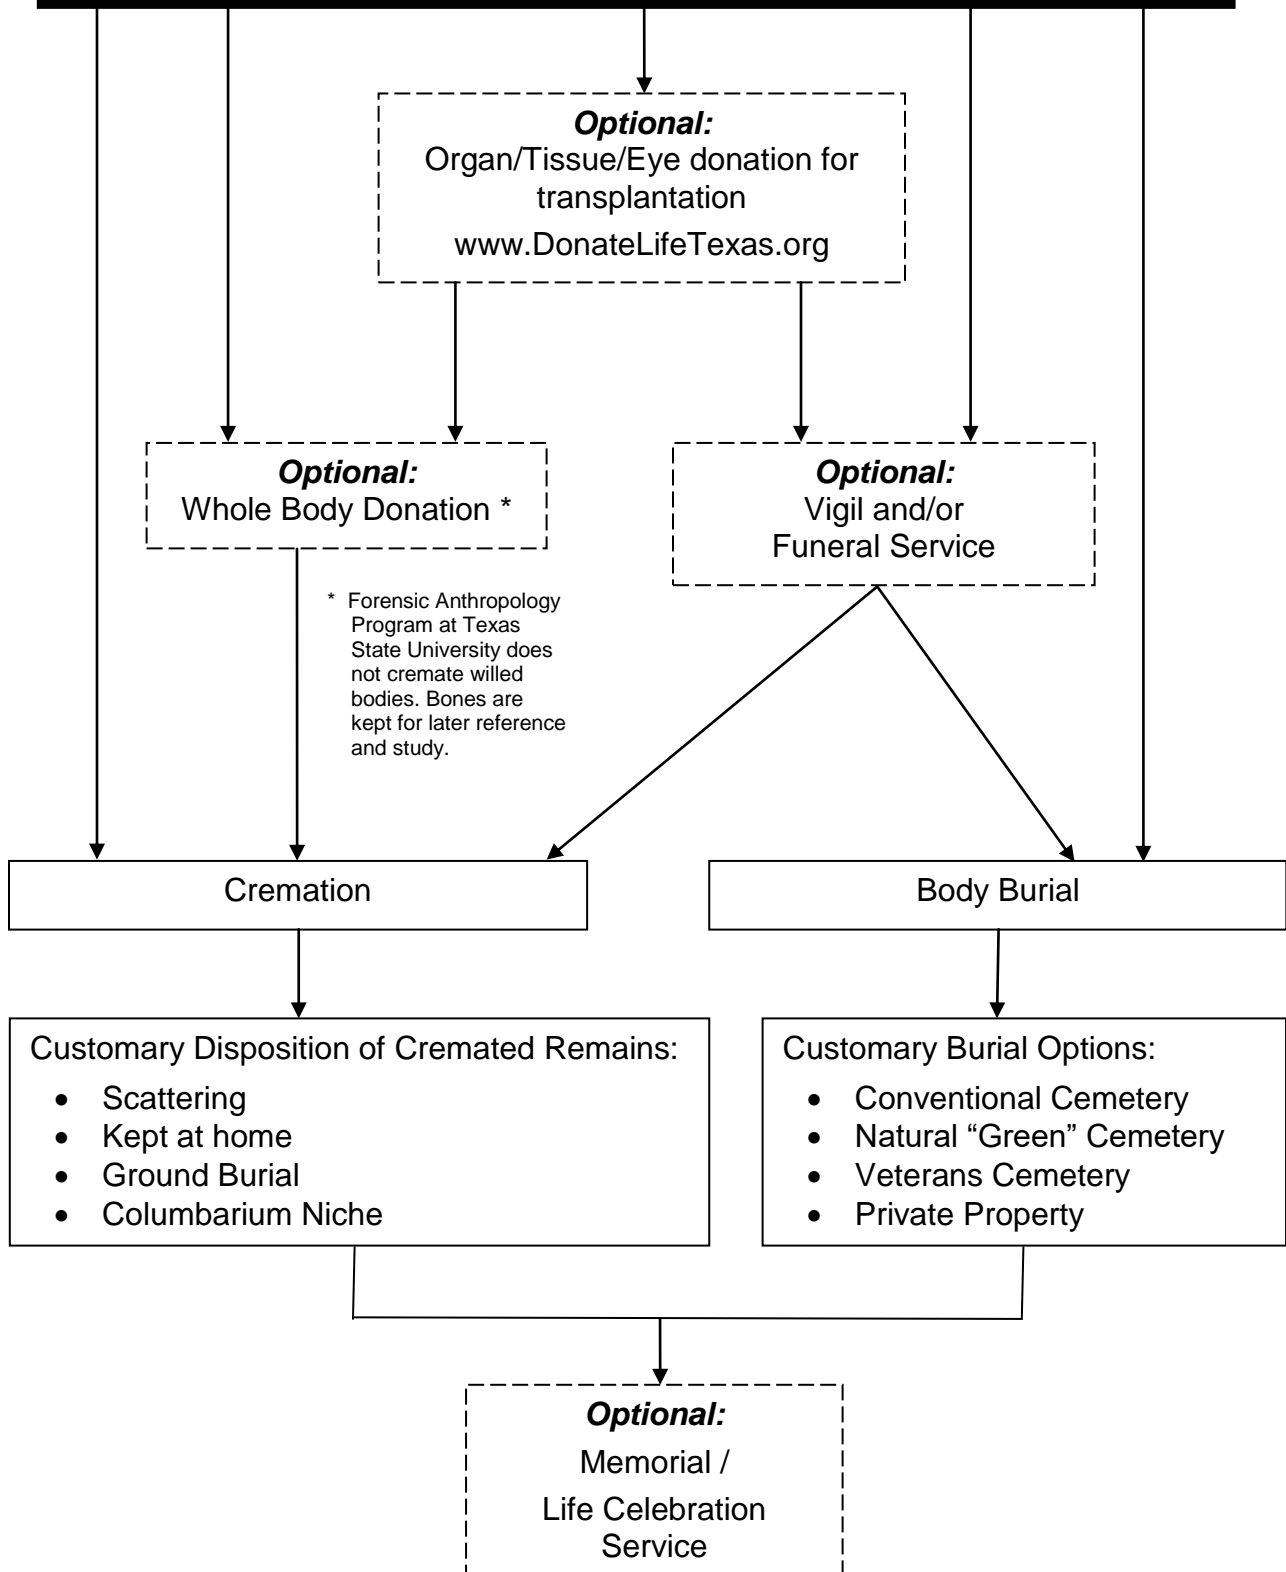 Optional:
Organ/Tissue/Eye donation for
transplantation
www.DonateLifeTexas.org
Optional:
Whole Body Donation *
Optional:
Vigil and/or
Funeral Service
* Forensic Anthropology
Program at Texas
State University does
not cremate willed
bodies. Bones are
kept for later reference
and study.
Cremation
Body Burial
Customary Disposition of Cremated Remains:
• Scattering
• Kept at home
• Ground Burial
• Columbarium Niche
Customary Burial Options:
• Conventional Cemetery
• Natural “Green” Cemetery
• Veterans Cemetery
• Private Property
Optional:
Memorial /
Life Celebration
Service